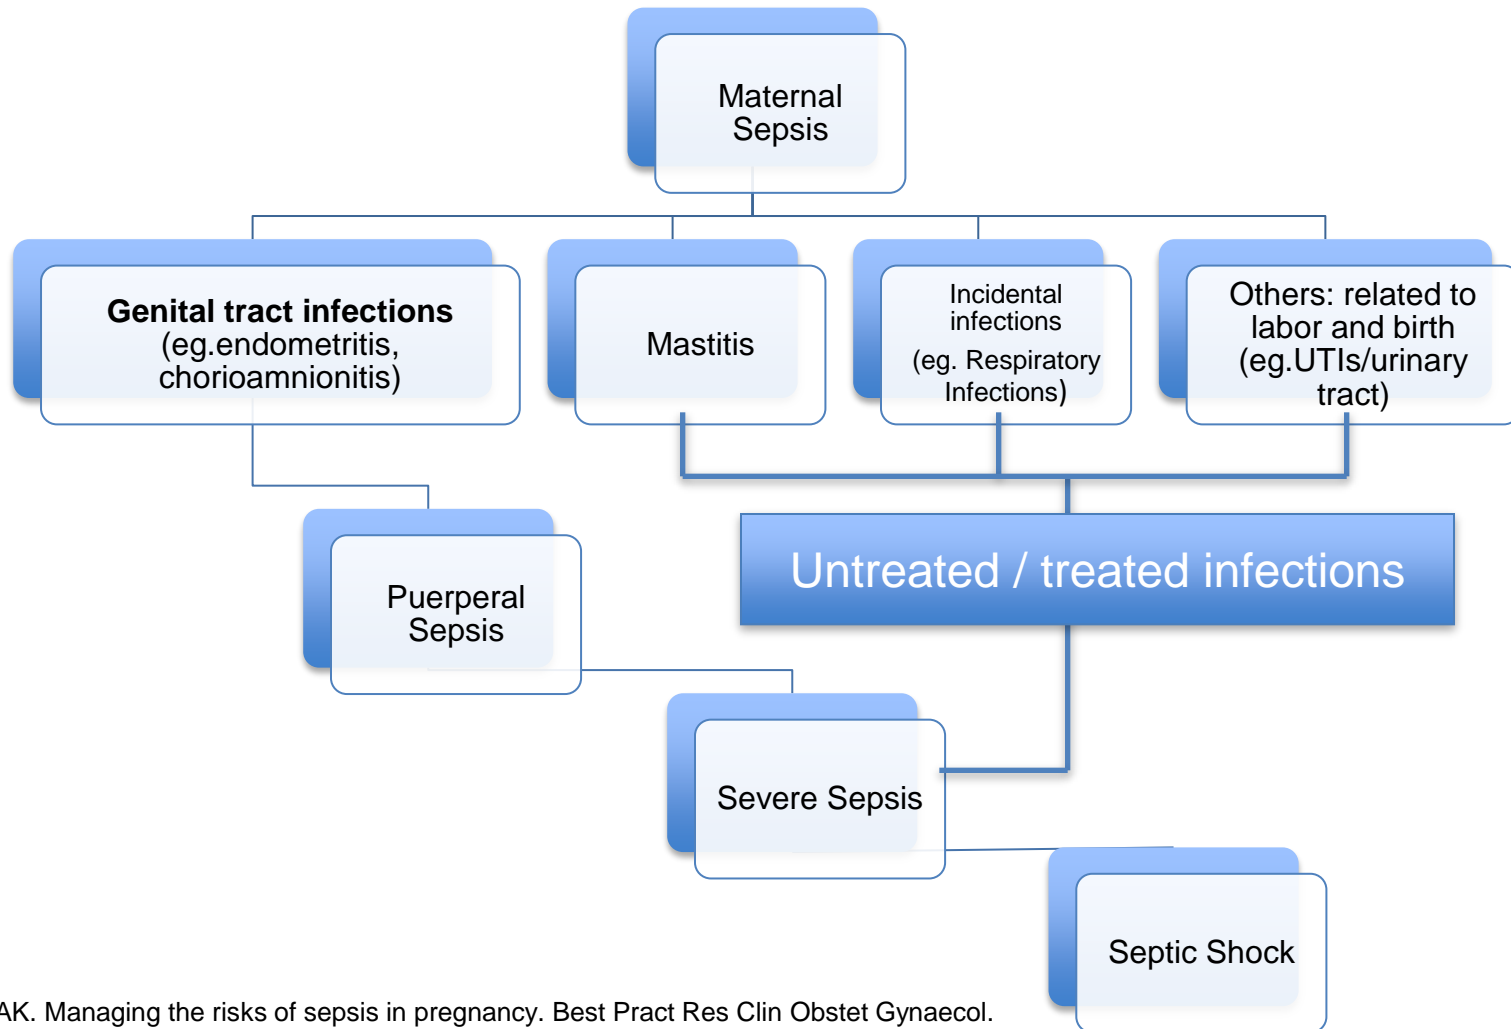 Maternal
Sepsis
Genital tract infections
(eg.endometritis,
chorioamnionitis)
Mastitis
Incidental
infections
(eg. Respiratory
Infections)
Others: related to
labor and birth
(eg.UTIs/urinary
tract)
Untreated / treated infections
Puerperal
Sepsis
Severe Sepsis
Septic Shock
AK. Managing the risks of sepsis in pregnancy. Best Pract Res Clin Obstet Gynaecol.